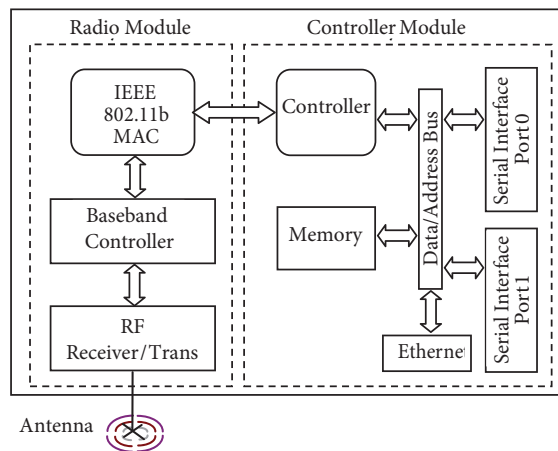 Radio Module
Controller Module
IEEE
802.11b
MAC
Controller
Data/Address Bus
Serial Interface
Port0
Baseband
Controller
Memory
Serial Interface
Port1
RF
Receiver/Trans
Ethernet
Antenna